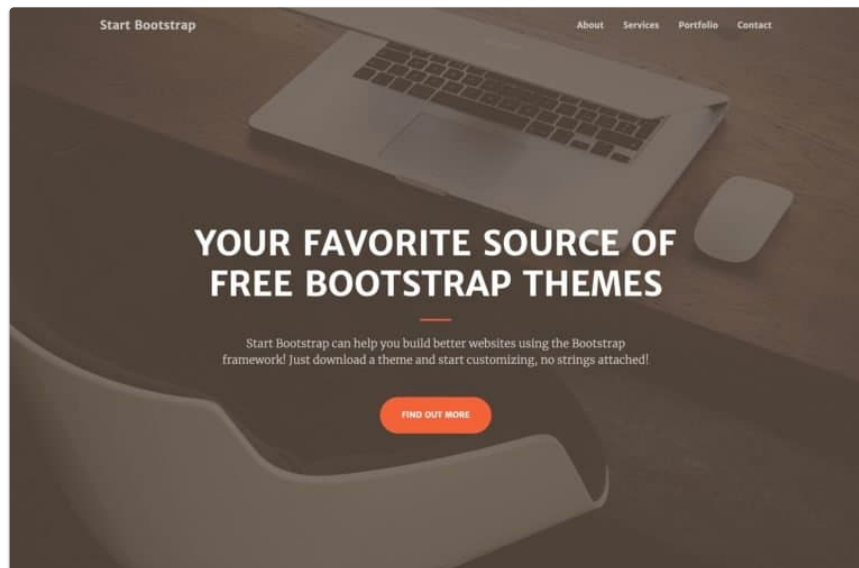 Start Bootstrap
About Services Portfolio Contact
YOUR FAVORITE SOURCE OF
FREE BOOTSTRAP THEMES
Start Bootstrap can help you build better websites using the Bootstrap
framework! Just download a theme and start customizing, no strings attached!
FIND OUT MORE